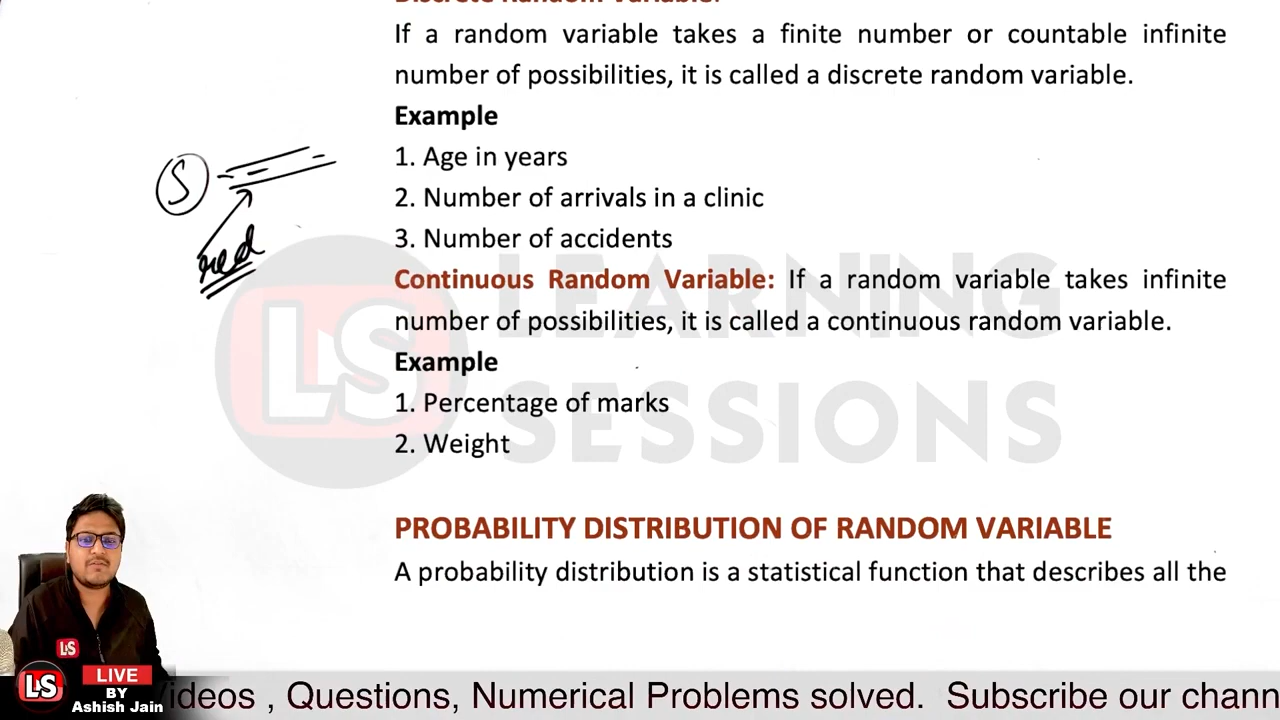 Discrete Random Variable:
If a random variable takes a finite number or countable infinite
number of possibilities, it is called a discrete random variable.
Example
1. Age in years
2. Number of arrivals in a clinic
3. Number of accidents
S
red
Continuous Random Variable: If a random variable takes infinite
number of possibilities, it is called a continuous random variable.
Example
1. Percentage of marks
2. Weight
LS LEARNING
SESSIONS
PROBABILITY DISTRIBUTION OF RANDOM VARIABLE
A probability distribution is a statistical function that describes all the
LS
LS
LIVE
BY
Ashish Jain
Videos , Questions, Numerical Problems solved. Subscribe our chann